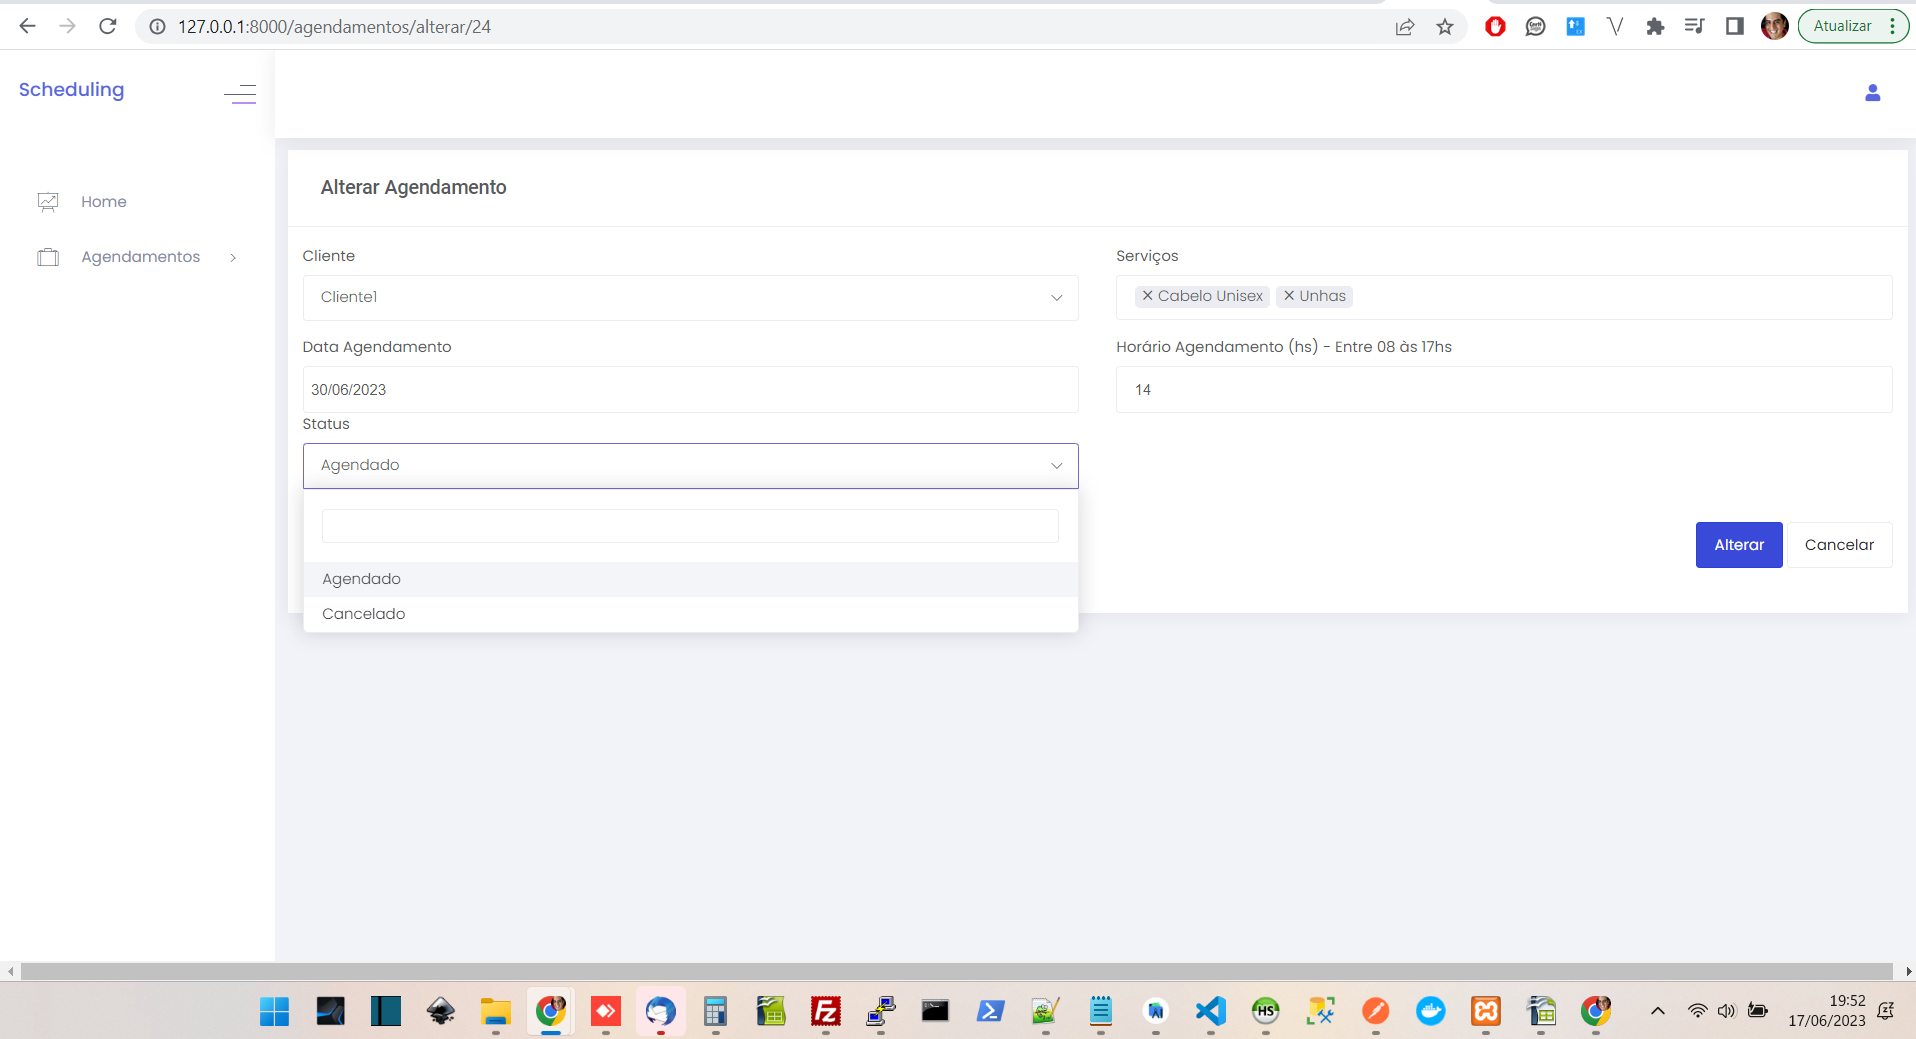 127.0.0.1:8000/agendamentos/alterar/24
Atualizar
Scheduling
Home
Agendamentos
Alterar Agendamento
Cliente
Serviços
Cliente1
× Cabelo Unisex × Unhas
Data Agendamento
Horário Agendamento (hs) - Entre 08 às 17hs
30/06/2023
14
Status
Agendado
Agendado
Cancelado
Alterar
Cancelar
19:52
17/06/2023